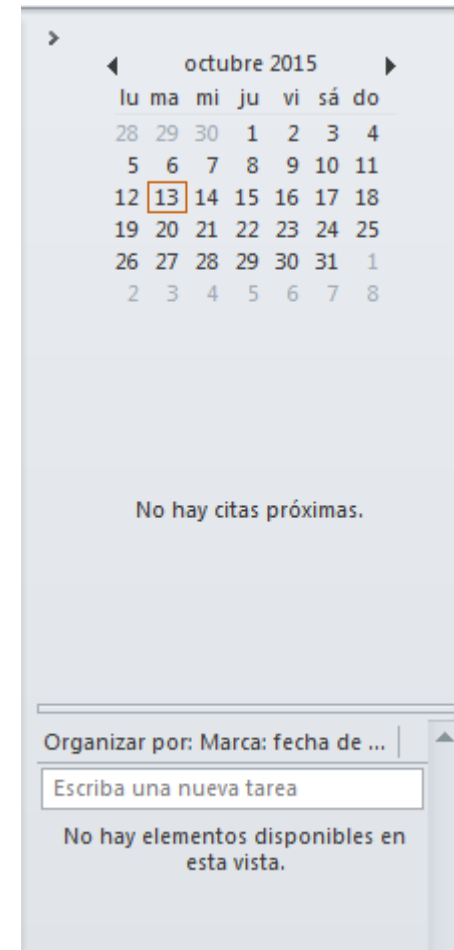 octubre 2015
lu ma mi ju vi sá do
28 29 30 1 2 3 4
5 6 7 8 9 10 11
12 13 14 15 16 17 18
19 20 21 22 23 24 25
26 27 28 29 30 31 1
2 3 4 5 6 7 8
No hay citas próximas.
Organizar por: Marca: fecha de ...
Escriba una nueva tarea
No hay elementos disponibles en
esta vista.